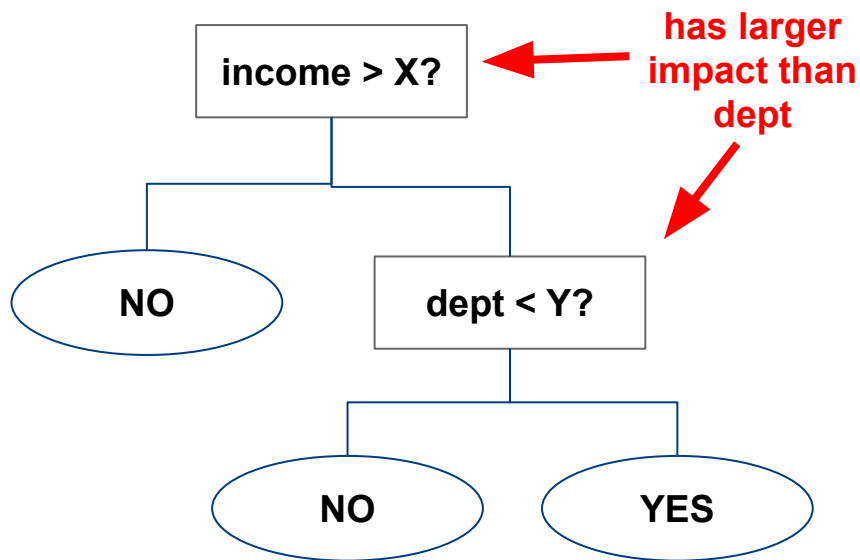 has larger
impact than
dept
income > X?
NO
dept < Y?
NO
YES